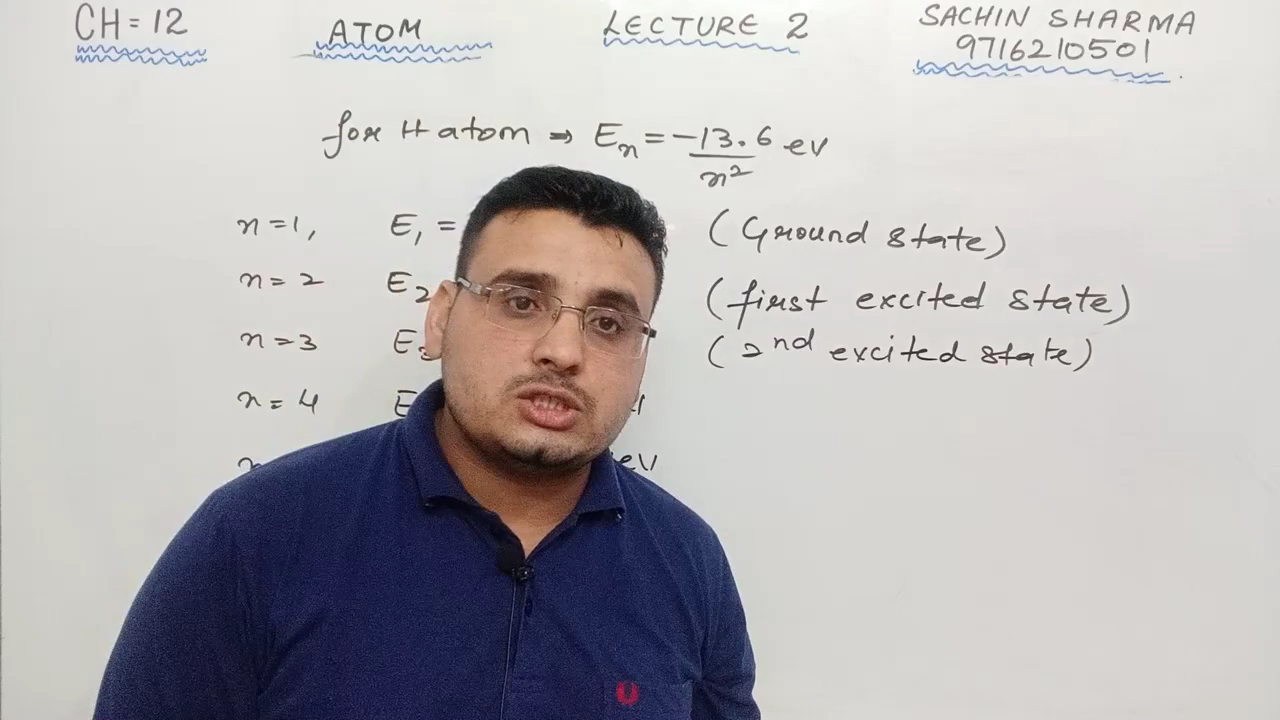 CH = 12
ATOM
LECTURE 2
SACHIN SHARMA
9716210501
for H atom → En = -13.6 / n² ev
n = 1, E₁ = (Ground state)
n = 2 E₂ (first excited state)
n = 3 E₃ (2nd excited state)
n = 4 E
n ev